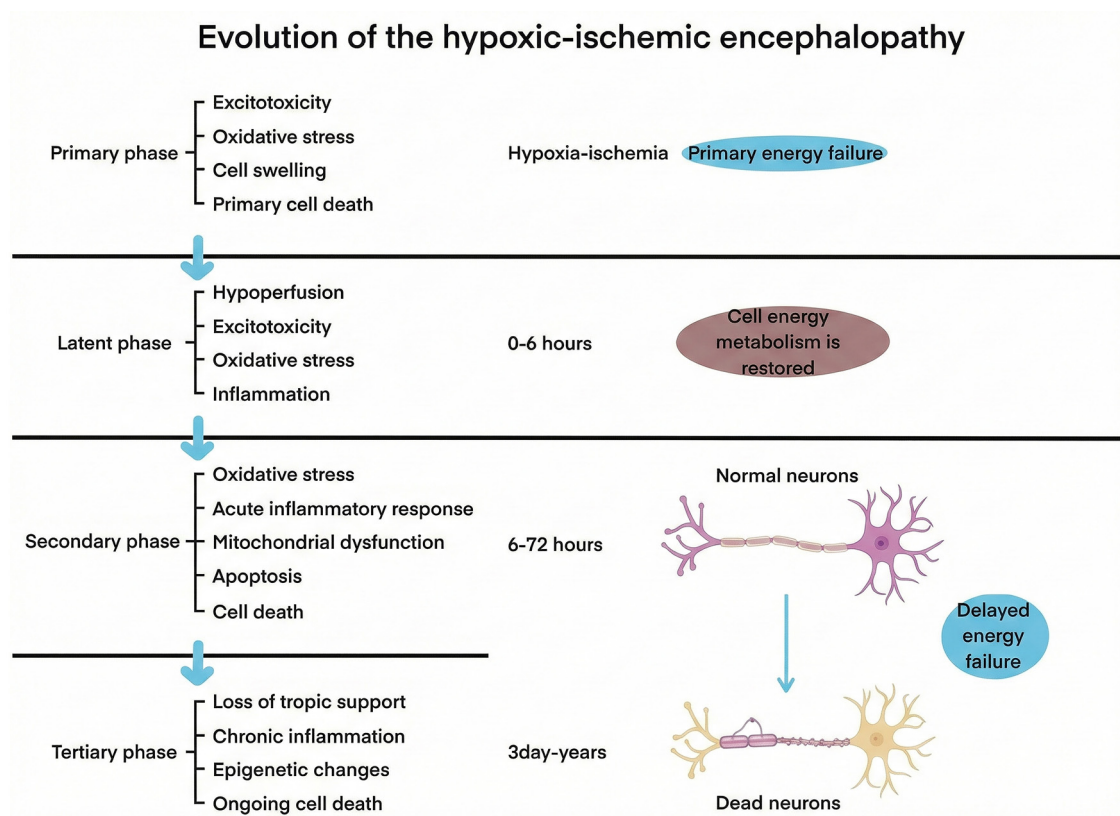 Evolution of the hypoxic-ischemic encephalopathy
Primary phase
Excitotoxicity
Oxidative stress
Cell swelling
Primary cell death
Hypoxia-ischemia
Primary energy failure
Latent phase
Hypoperfusion
Excitotoxicity
Oxidative stress
Inflammation
0-6 hours
Cell energy
metabolism is
restored
Secondary phase
Oxidative stress
Acute inflammatory response
Mitochondrial dysfunction
Apoptosis
Cell death
6-72 hours
Normal neurons
Delayed
energy
failure
Tertiary phase
Loss of tropic support
Chronic inflammation
Epigenetic changes
Ongoing cell death
3day-years
Dead neurons